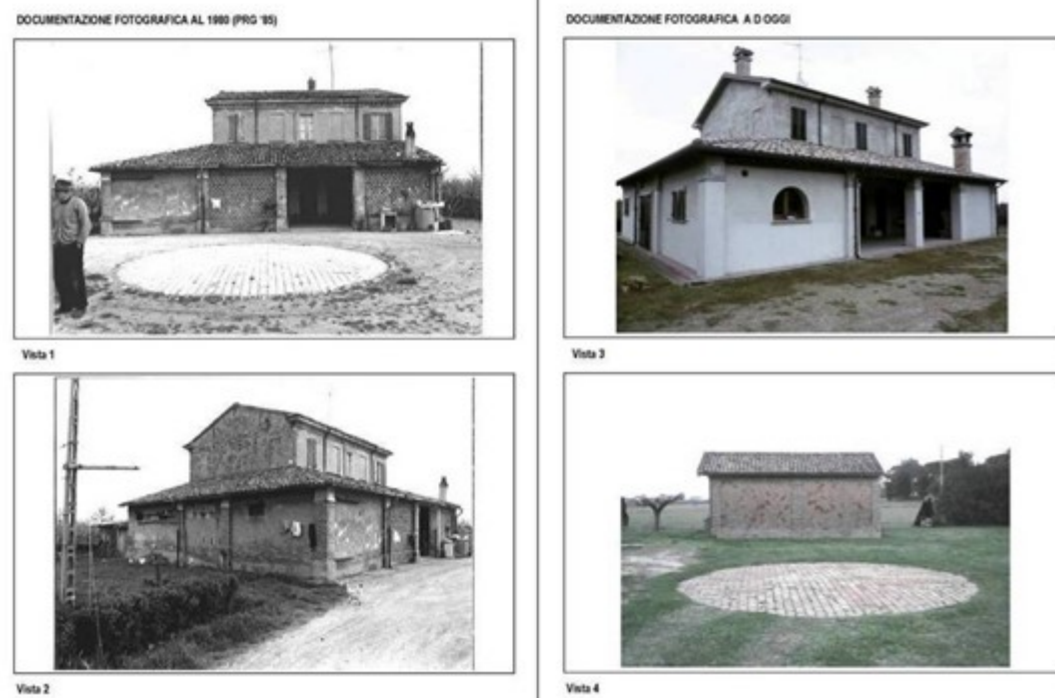 DOCUMENTAZIONE FOTOGRAFICA AL 1980 (PRG '85)
Vista 1
Vista 2
DOCUMENTAZIONE FOTOGRAFICA A D OGGI
Vista 3
Vista 4